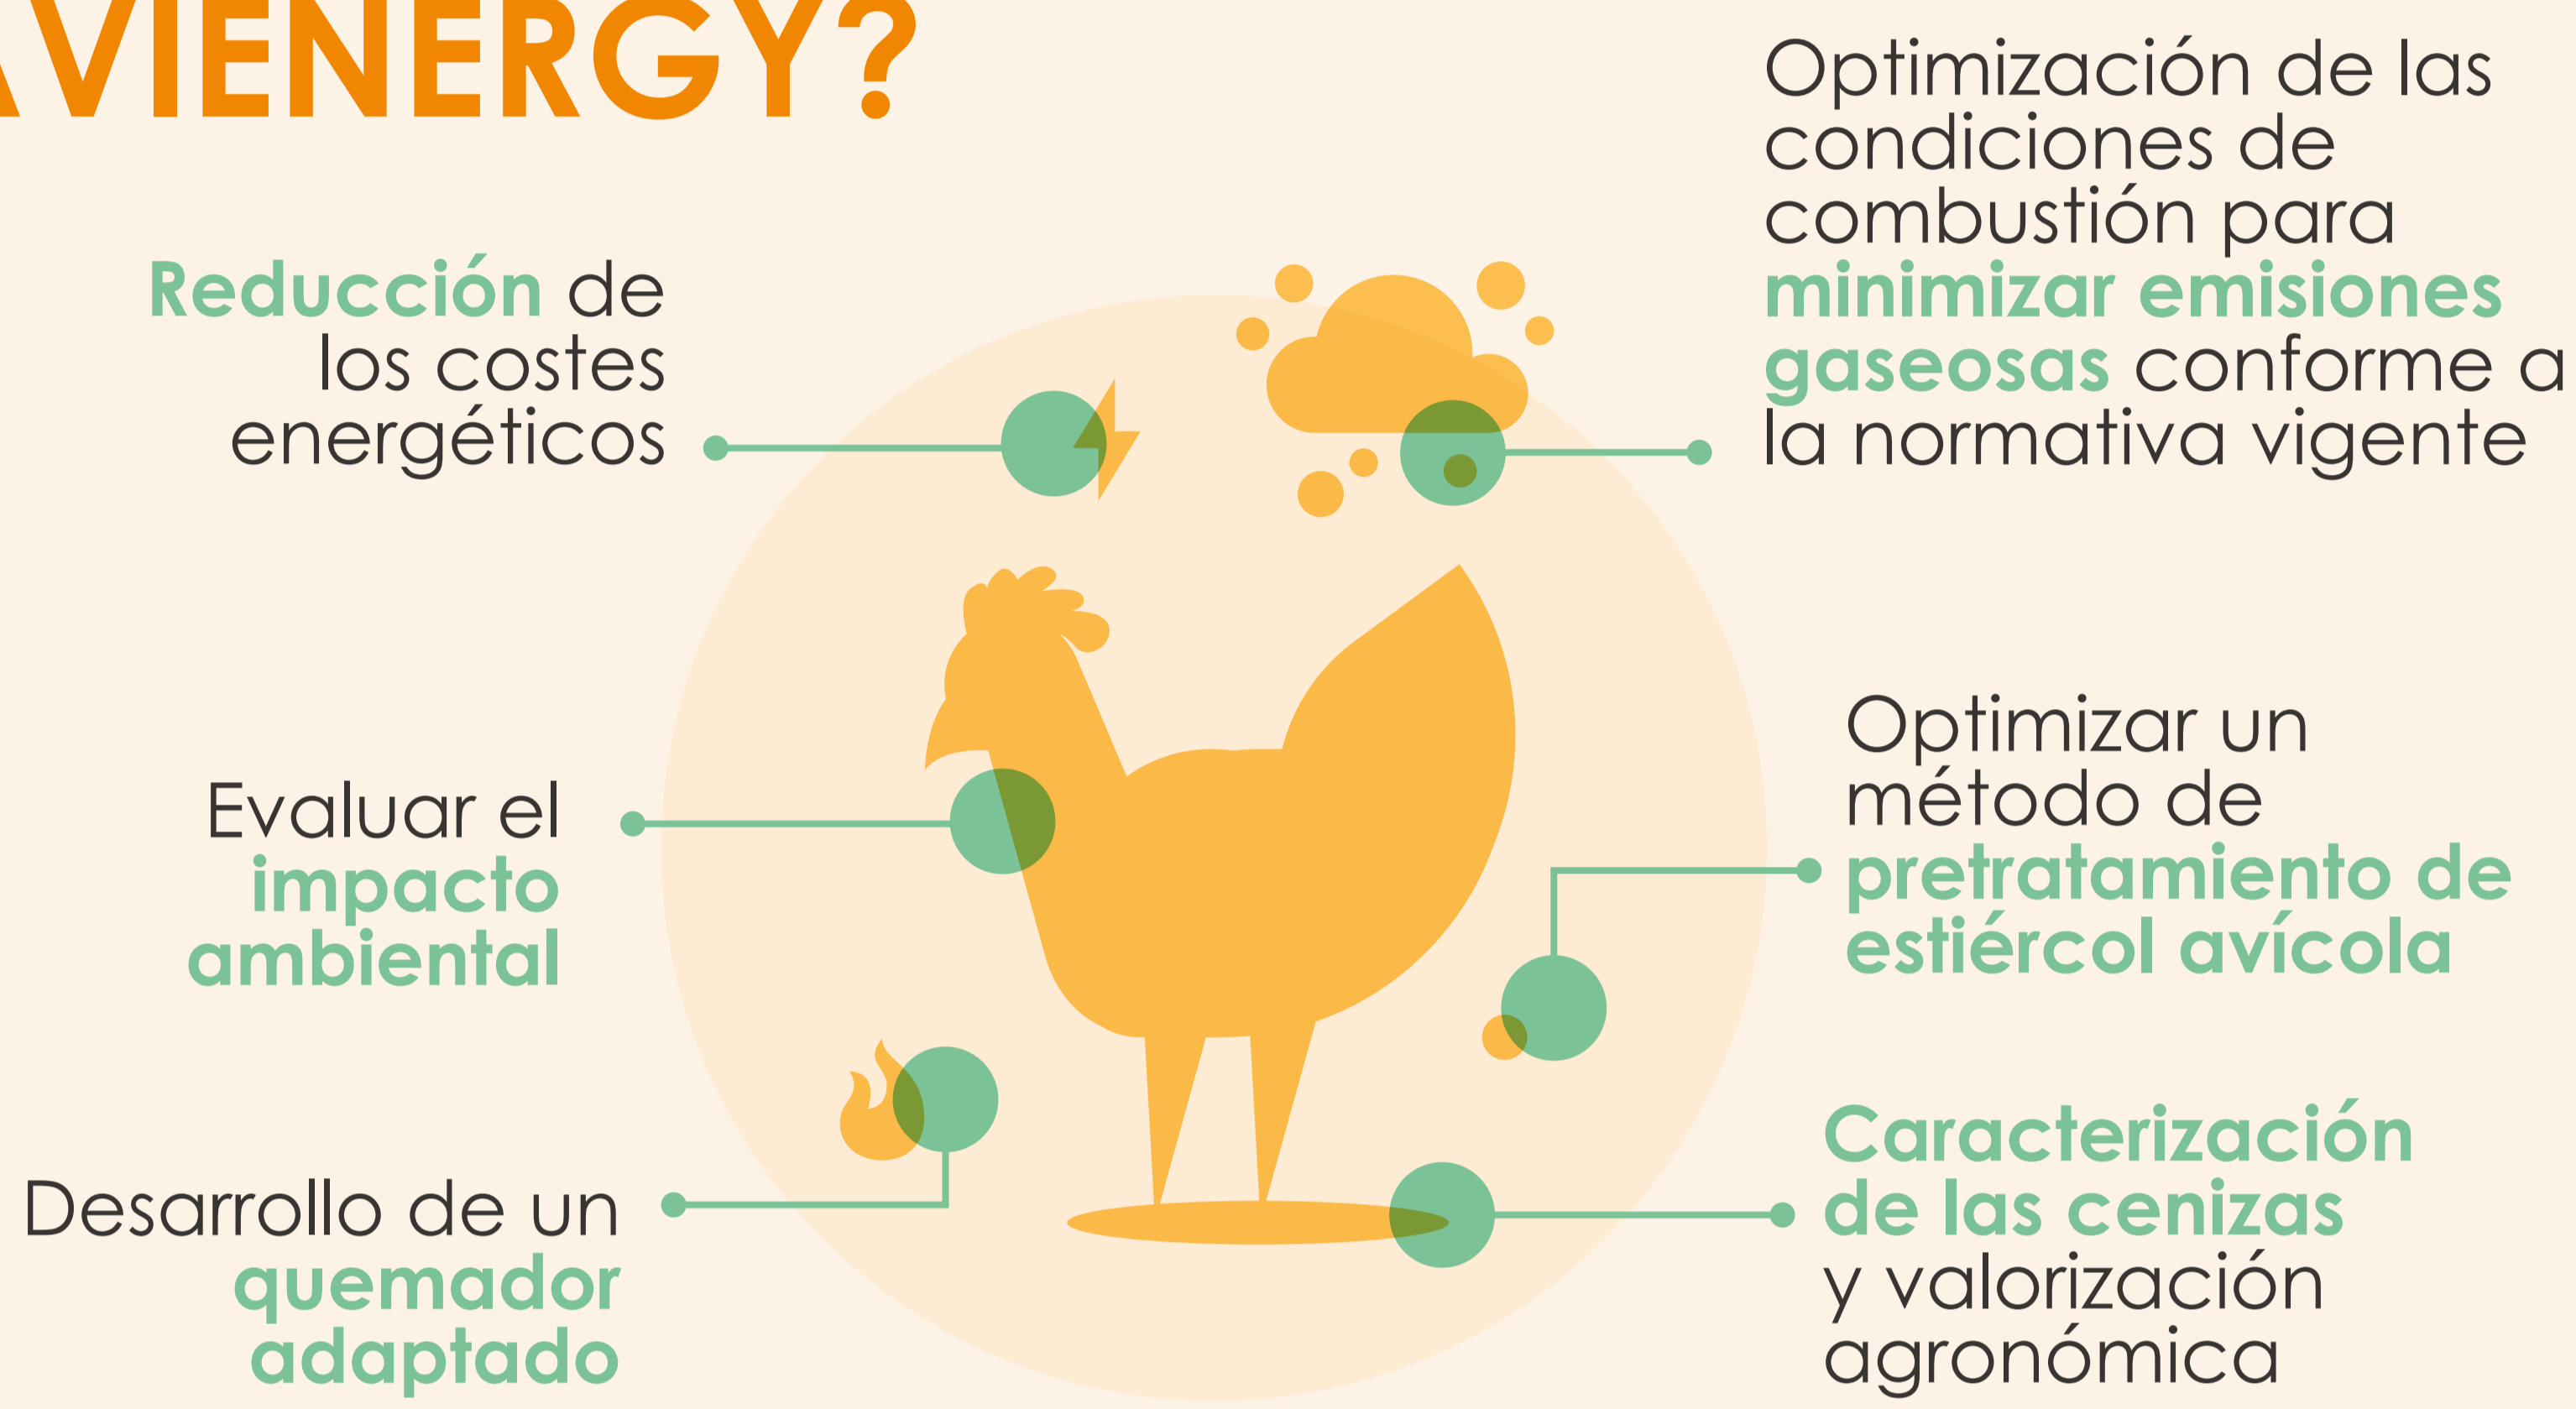 AVIENERGY?
Reducción de
los costes
energéticos
Evaluar el
impacto
ambiental
Desarrollo de un
quemador
adaptado
Optimización de las
condiciones de
combustión para
minimizar emisiones
gaseosas conforme a
la normativa vigente
Optimizar un
método de
pretratamiento de
estiércol avícola
Caracterización
de las cenizas
y valorización
agronómica